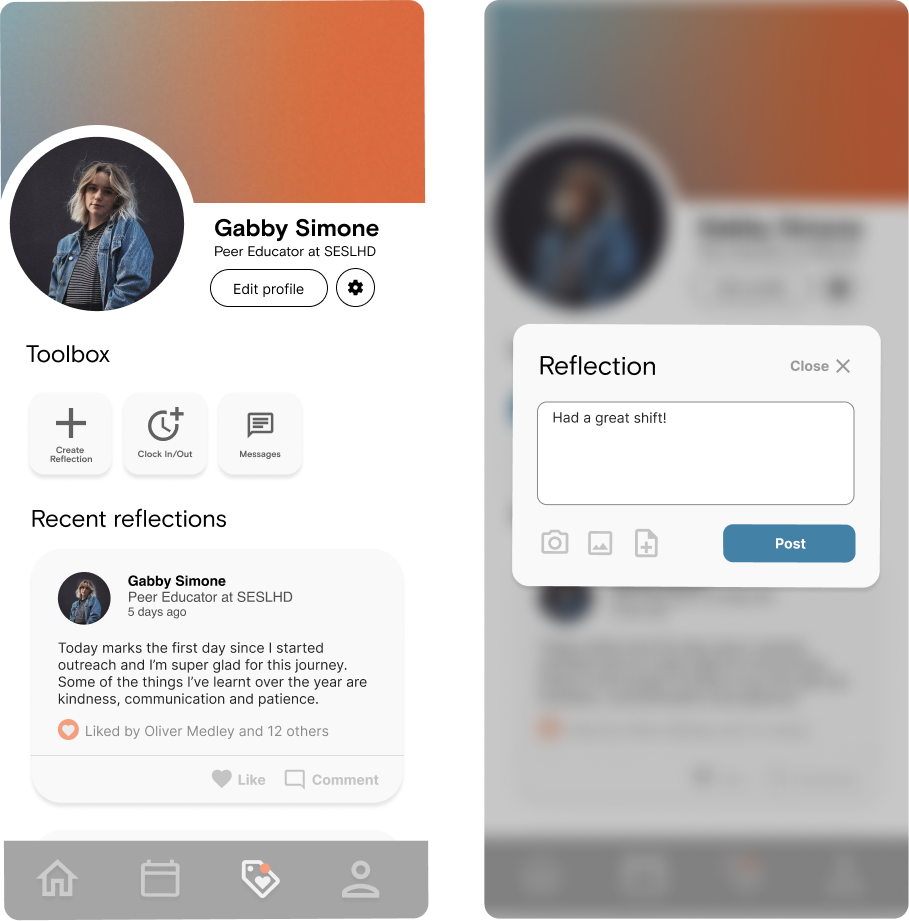 Gabby Simone
Peer Educator at SESLHD
Edit profile
Toolbox
Create
Reflection
Clock In/Out
Messages
Recent reflections
Gabby Simone
Peer Educator at SESLHD
5 days ago
Today marks the first day since I started
outreach and I'm super glad for this journey.
Some of the things I've learnt over the year are
kindness, communication and patience.
Liked by Oliver Medley and 12 others
Like
Comment
Reflection
Close
Had a great shift!
Post